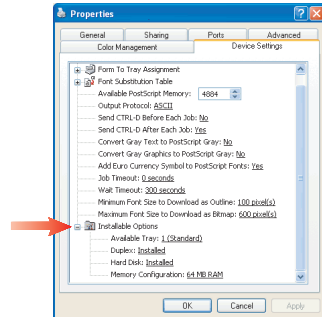 Properties
General Sharing Ports Advanced
Color Management Device Settings
Form To Tray Assignment
Font Substitution Table
Available PostScript Memory: 4884
Output Protocol: ASCII
Send CTRL-D Before Each Job: No
Send CTRL-D After Each Job: Yes
Convert Gray Text to PostScript Gray: No
Convert Gray Graphics to PostScript Gray: No
Add Euro Currency Symbol to PostScript Fonts: Yes
Job Timeout: 0 seconds
Wait Timeout: 300 seconds
Minimum Font Size to Download as Outline: 100 pixel(s)
Maximum Font Size to Download as Bitmap: 600 pixel(s)
Installable Options
Available Tray: 1 (Standard)
Duplex: Installed
Hard Disk: Installed
Memory Configuration: 64 MB RAM
OK Cancel Apply